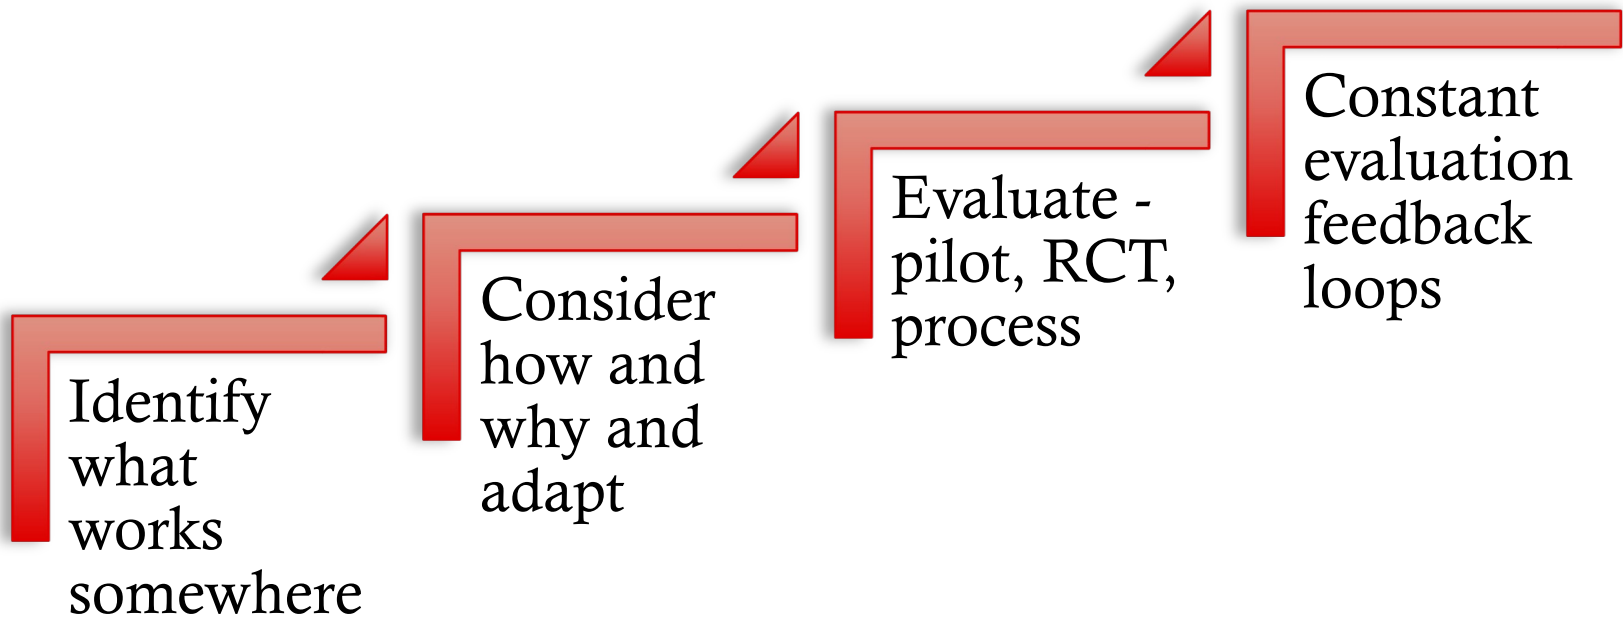 Identify
what
works
somewhere
Consider
how and
why and
adapt
Evaluate -
pilot, RCT,
process
Constant
evaluation
feedback
loops